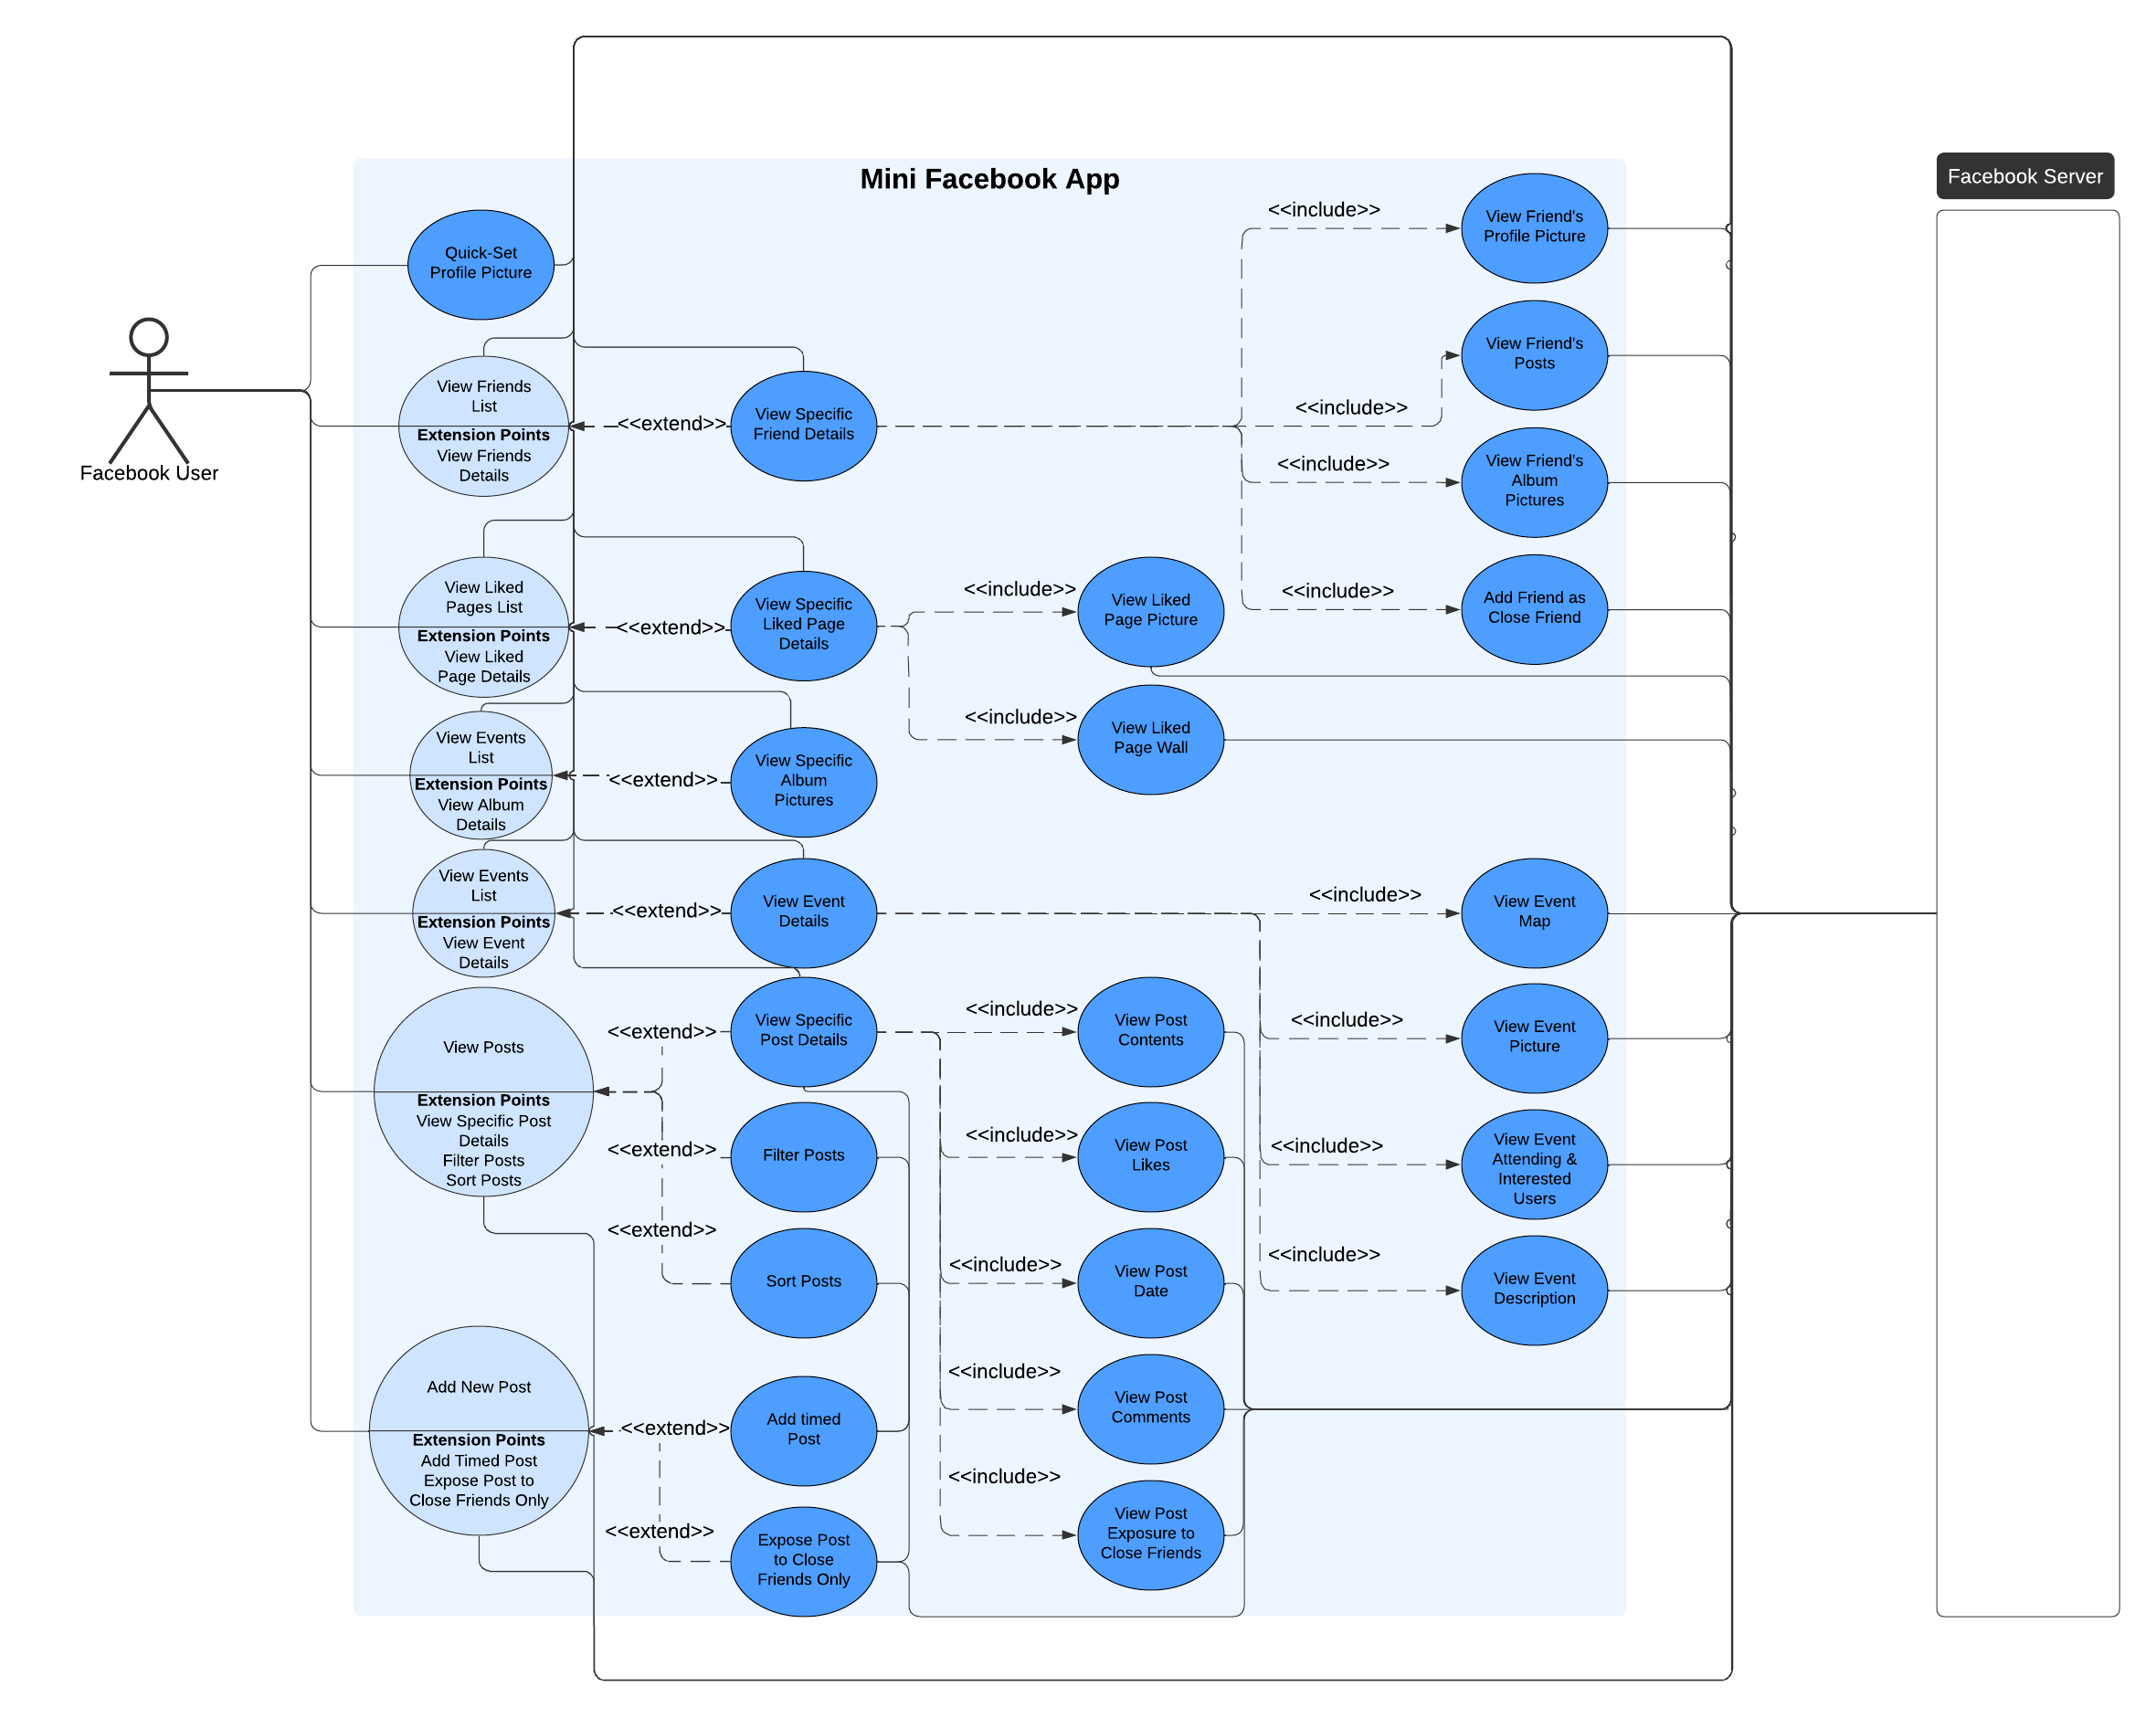 Mini Facebook App
Facebook Server
Facebook User
Quick-Set
Profile Picture
View Friends
List
Extension Points
View Friends
Details
<<extend>>
View Specific
Friend Details
<<include>>
View Friend's
Profile Picture
<<include>>
View Friend's
Posts
<<include>>
View Friend's
Album
Pictures
<<include>>
Add Friend as
Close Friend
View Liked
Pages List
Extension Points
View Liked
Page Details
<<extend>>
View Specific
Liked Page
Details
<<include>>
View Liked
Page Picture
<<include>>
View Liked
Page Wall
View Events
List
Extension Points
View Album
Details
<<extend>>
View Specific
Album
Pictures
View Events
List
Extension Points
View Event
Details
<<extend>>
View Event
Details
<<include>>
View Event
Map
<<include>>
View Event
Picture
<<include>>
View Event
Attending &
Interested
Users
<<include>>
View Event
Description
View Posts
Extension Points
View Specific Post
Details
Filter Posts
Sort Posts
<<extend>>
View Specific
Post Details
<<extend>>
Filter Posts
<<extend>>
Sort Posts
<<include>>
View Post
Contents
<<include>>
View Post
Likes
<<include>>
View Post
Date
<<include>>
View Post
Comments
<<include>>
View Post
Exposure to
Close Friends
Add New Post
Extension Points
Add Timed Post
Expose Post to
Close Friends Only
<<extend>>
Add timed
Post
<<extend>>
Expose Post
to Close
Friends Only